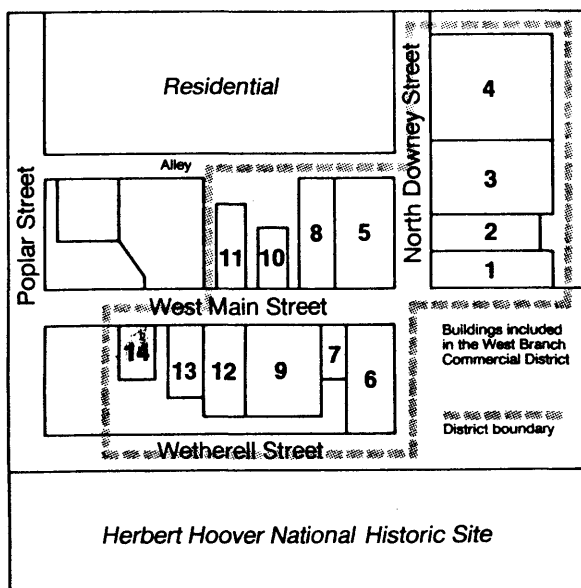 Residential
North Downey Street
4
Alley
3
Poplar Street
11
10
8
5
2
1
West Main Street
14
13
12
9
7
6
Buildings included
in the West Branch
Commercial District
District boundary
Wetherell Street
Herbert Hoover National Historic Site